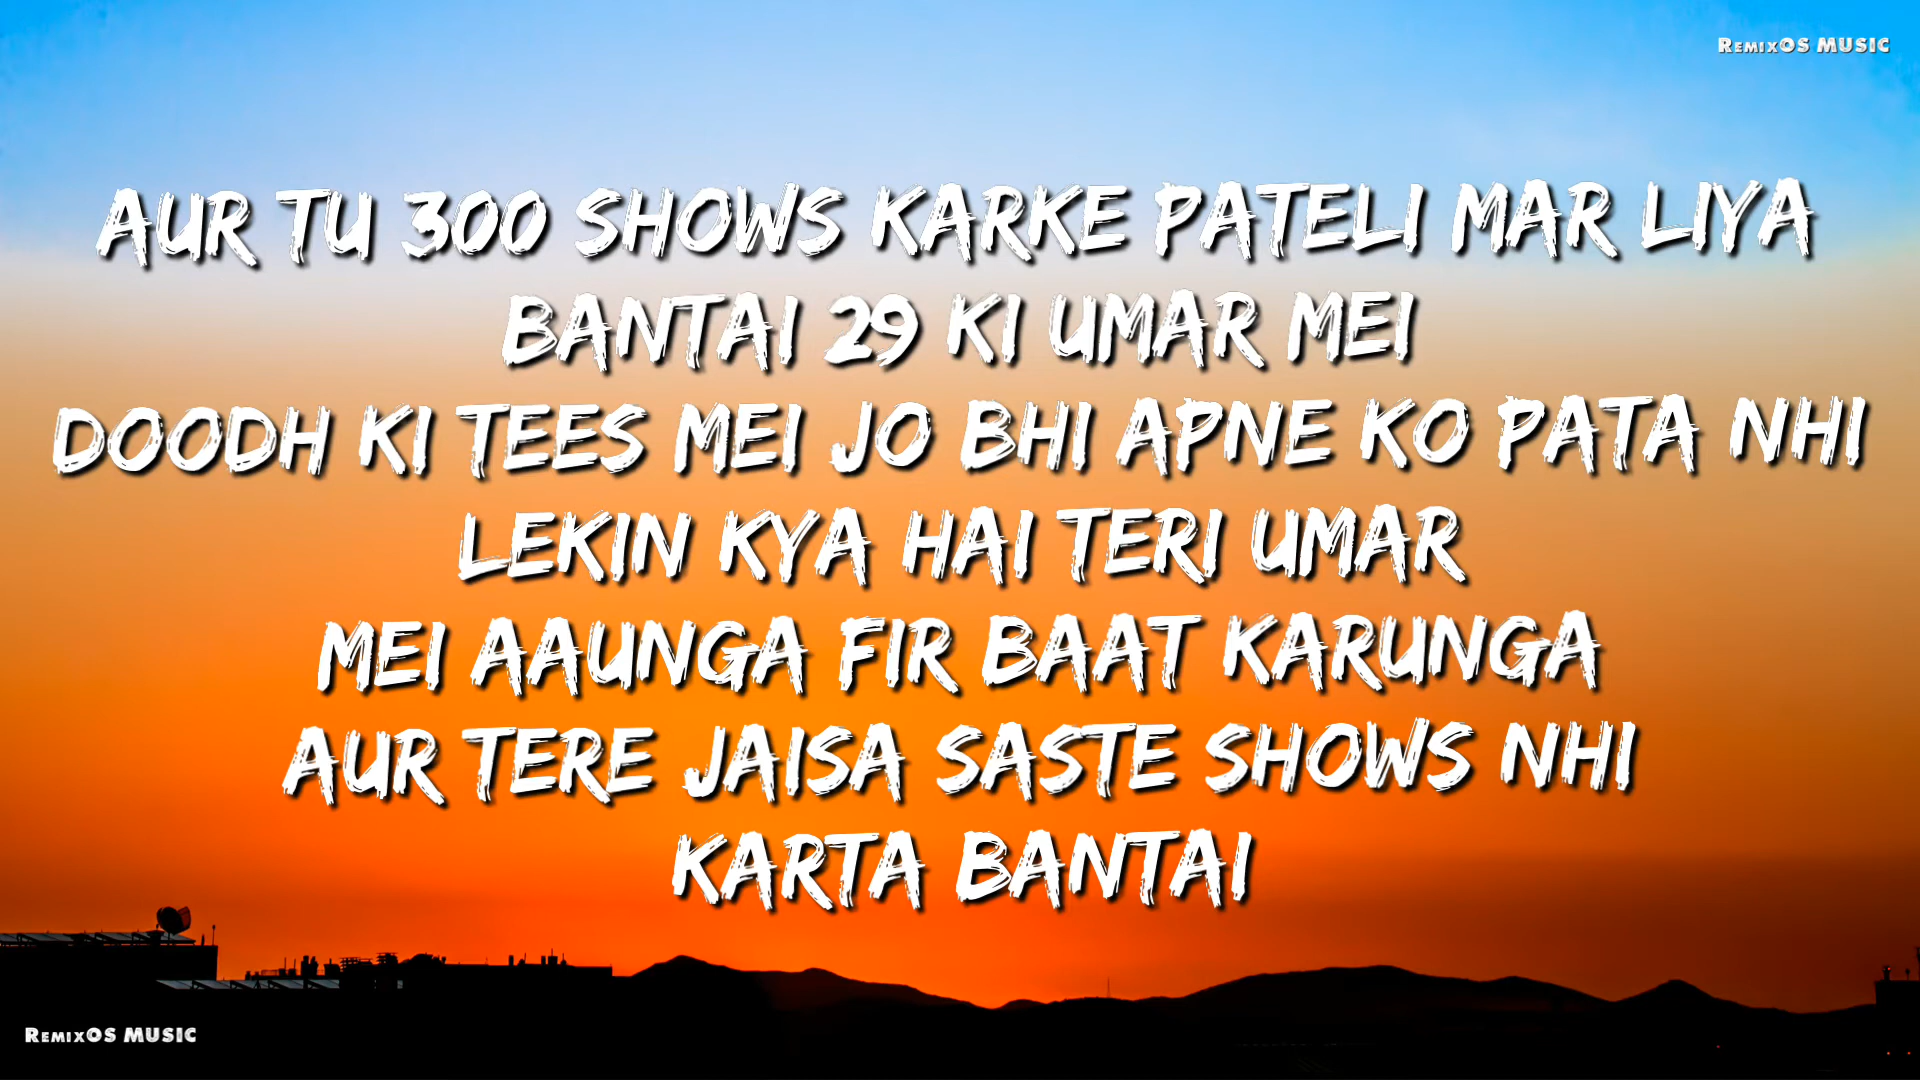 RemixOS MUSIC
AUR TU 300 SHOWS KARKE PATELI MAR LIYA
BANTAI 29 KI UMAR MEI
DOODH KI TEES MEI JO BHI APNE KO PATA NHI
LEKIN KYA HAI TERI UMAR
MEI AAUNGA FIR BAAT KARUNGA
AUR TERE JAISA SASTE SHOWS NHI
KARTA BANTAI
RemixOS MUSIC